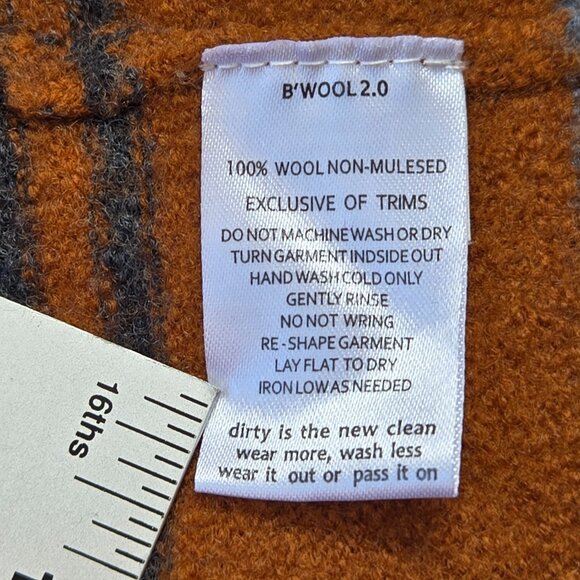 B'WOOL 2.0
100% WOOL NON-MULESED
EXCLUSIVE OF TRIMS
DO NOT MACHINE WASH OR DRY
TURN GARMENT INDSIDE OUT
HAND WASH COLD ONLY
GENTLY RINSE
NO NOT WRING
RE-SHAPE GARMENT
LAY FLAT TO DRY
IRON LOW AS NEEDED
dirty is the new clean
wear more, wash less
wear it out or pass it on
16ths